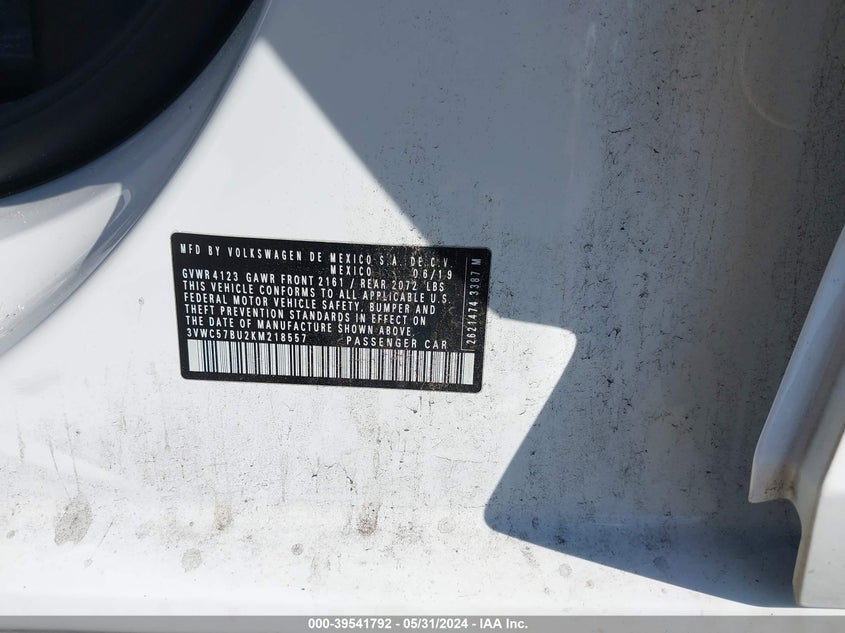 MFD BY VOLKSWAGEN DE MEXICO S.A. DE C.V
MEXICO 06/19
GVWR 4123 GAWR FRONT 2161 / REAR 2072 LBS
THIS VEHICLE CONFORMS TO ALL APPLICABLE U.S.
FEDERAL MOTOR VEHICLE SAFETY, BUMPER AND
THEFT PREVENTION STANDARDS IN EFFECT ON
THE DATE OF MANUFACTURE SHOWN ABOVE.
3VWC57BU2KM218557 PASSENGER CAR
2621474 3387 M
000-39541792 - 05/31/2024 - IAA Inc.